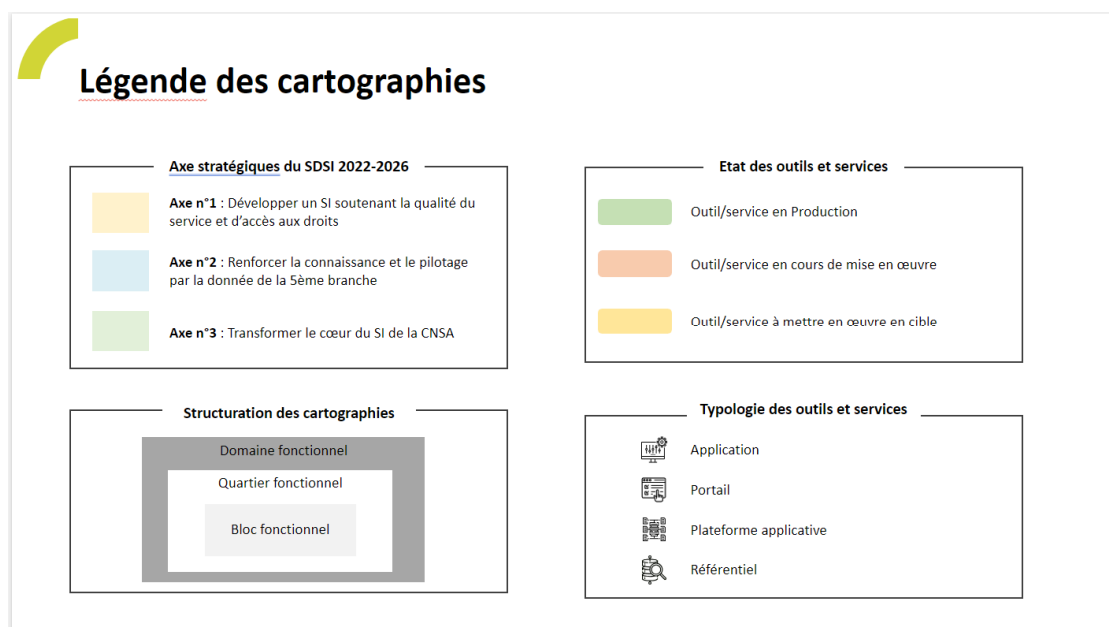 Légende des cartographies
Axe stratégiques du SDSI 2022-2026
Axe n°1 : Développer un SI soutenant la qualité du
service et d'accès aux droits
Axe n°2 : Renforcer la connaissance et le pilotage
par la donnée de la 5ème branche
Axe n°3 : Transformer le cœur du SI de la CNSA
Etat des outils et services
Outil/service en Production
Outil/service en cours de mise en œuvre
Outil/service à mettre en œuvre en cible
Structuration des cartographies
Domaine fonctionnel
Quartier fonctionnel
Bloc fonctionnel
Typologie des outils et services
Application
Portail
Plateforme applicative
Référentiel